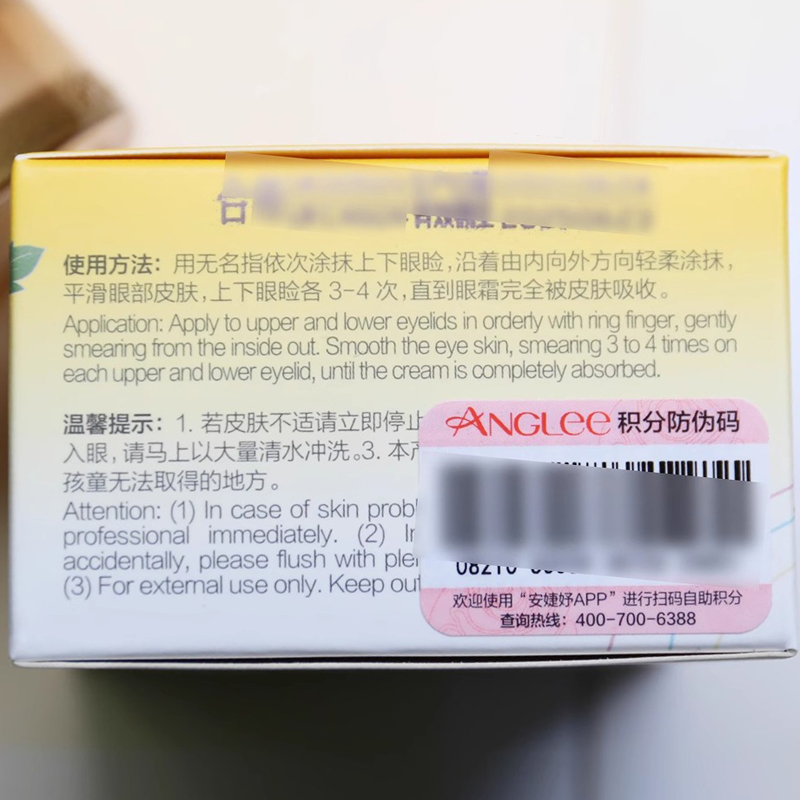 使用方法：用无名指依次涂抹上下眼睑，沿着由内向外方向轻柔涂抹，
平滑眼部皮肤，上下眼睑各 3-4 次，直到眼霜完全被皮肤吸收。
Application: Apply to upper and lower eyelids in orderly with ring finger, gently
smearing from the inside out. Smooth the eye skin, smearing 3 to 4 times on
each upper and lower eyelid, until the cream is completely absorbed.
温馨提示：1. 若皮肤不适请立即停止
入眼，请马上以大量清水冲洗。3. 本
孩童无法取得的地方。
Attention: (1) In case of skin
professional immediately. (2)
accidentally, please flush with
(3) For external use only. Keep
ANGLee 积分防伪码
欢迎使用“安婕妤APP”进行扫码自助积分
查询热线：400-700-6388